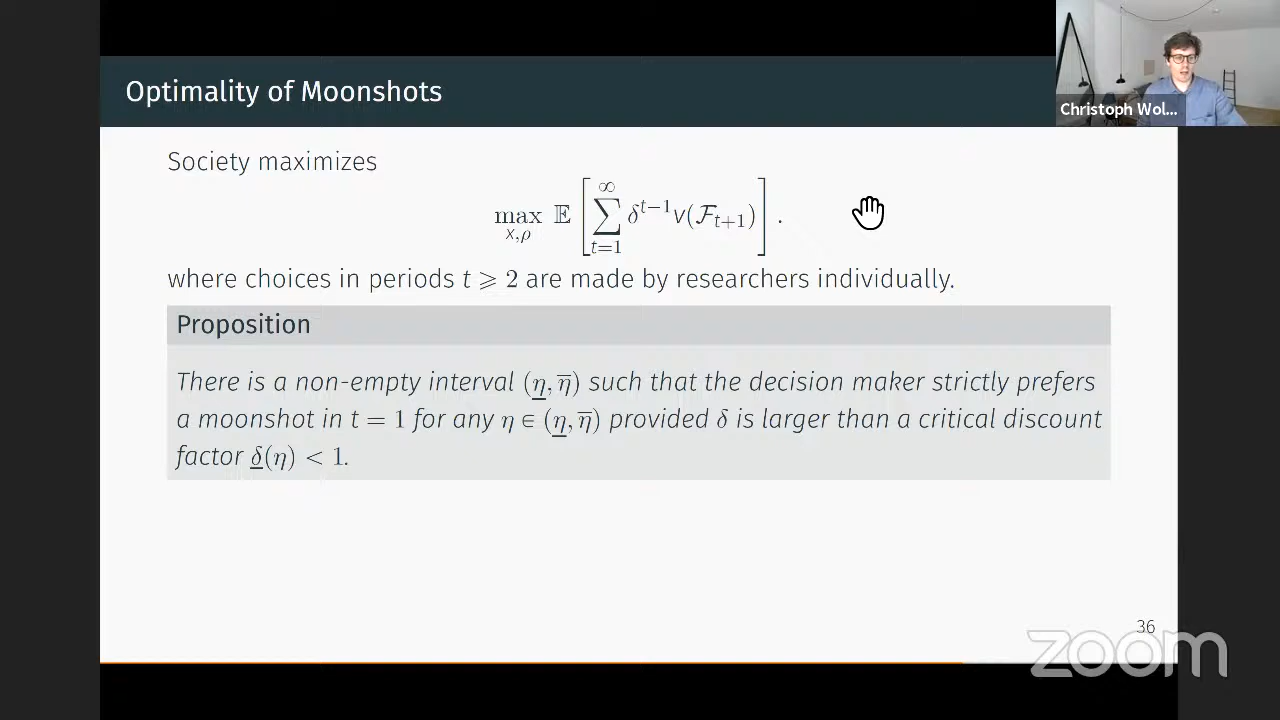 Optimality of Moonshots
Christoph Wol...
Society maximizes
max_{x,ρ} 𝔼 [ ∑_{t=1}^{∞} δ^{t−1} v(ℱ_{t+1}) ] .
where choices in periods t ⩾ 2 are made by researchers individually.
Proposition
There is a non-empty interval (η̲, η̅) such that the decision maker strictly prefers
a moonshot in t = 1 for any η ∈ (η̲, η̅) provided δ is larger than a critical discount
factor δ̲(η) < 1.
36
zoom